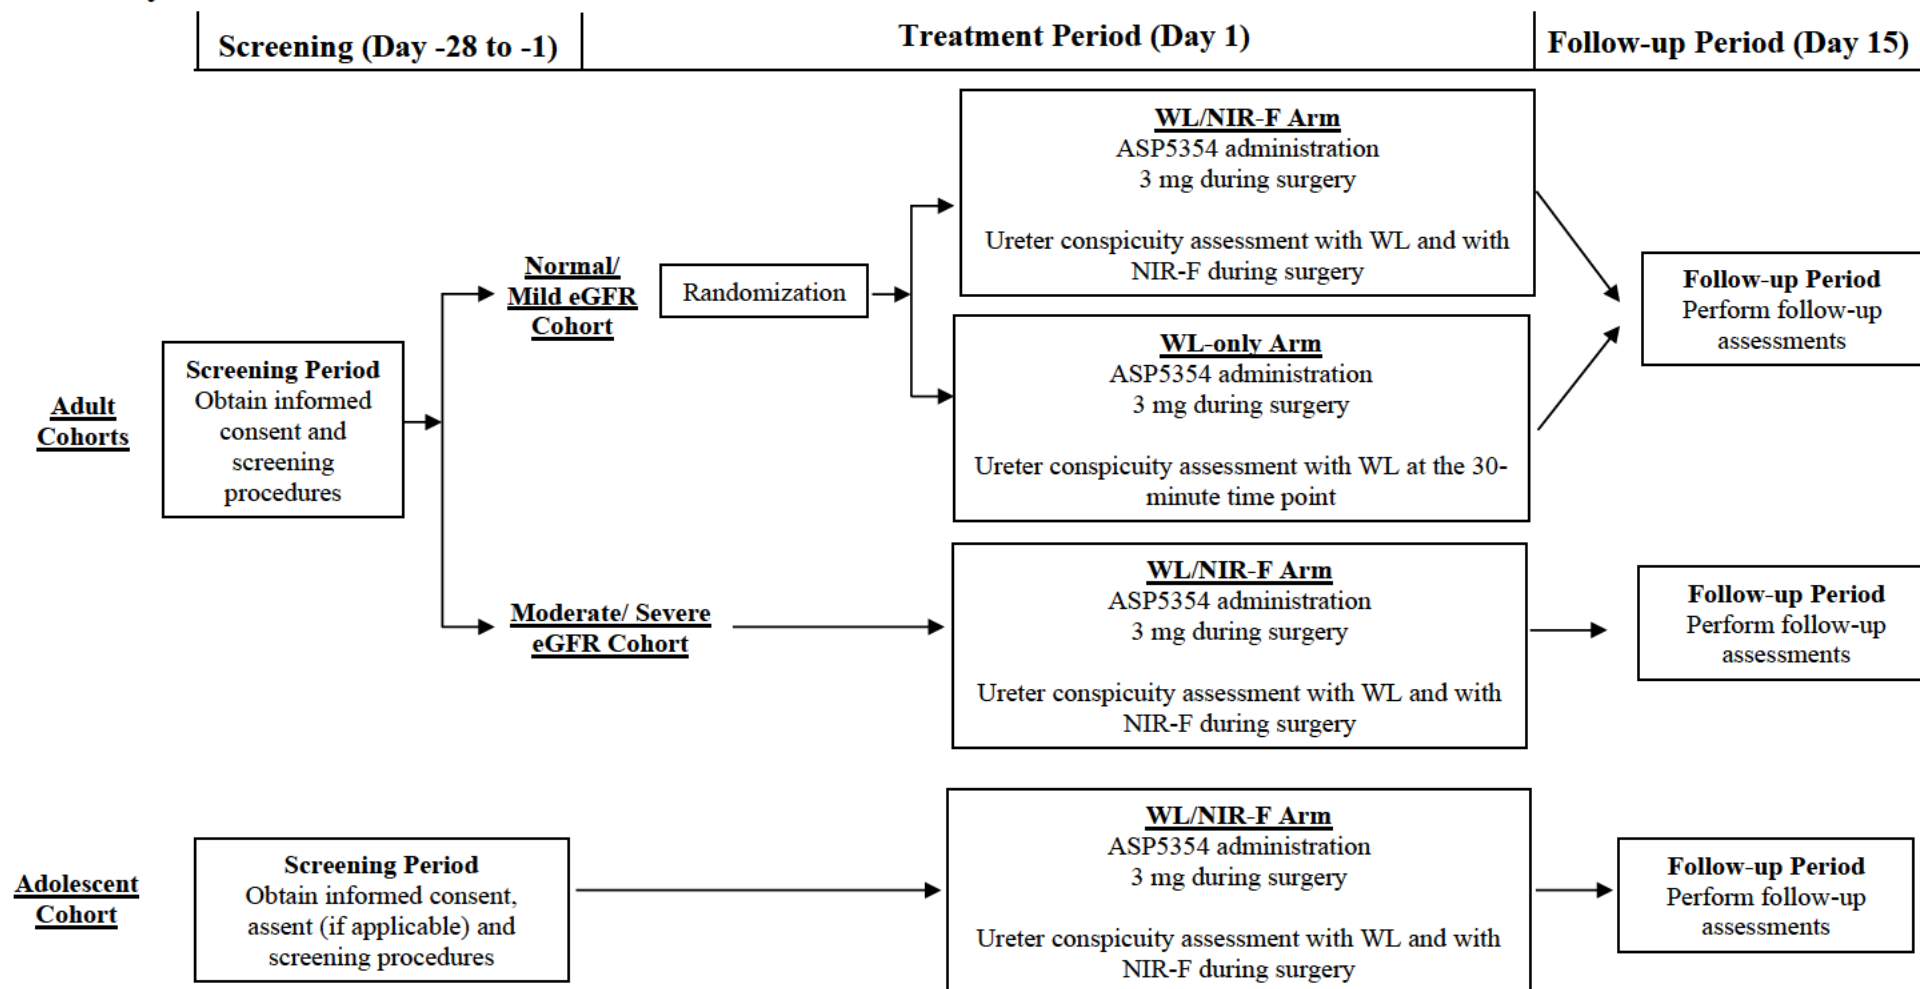 Screening (Day -28 to -1)
Treatment Period (Day 1)
Follow-up Period (Day 15)
WL/NIR-F Arm
ASP5354 administration
3 mg during surgery
Ureter conspicuity assessment with WL and with
NIR-F during surgery
Normal/
Mild eGFR
Cohort
Randomization
Follow-up Period
Perform follow-up
assessments
WL-only Arm
ASP5354 administration
3 mg during surgery
Ureter conspicuity assessment with WL at the 30-
minute time point
Adult
Cohorts
Screening Period
Obtain informed
consent and
screening
procedures
Moderate/ Severe
eGFR Cohort
WL/NIR-F Arm
ASP5354 administration
3 mg during surgery
Ureter conspicuity assessment with WL and with
NIR-F during surgery
Follow-up Period
Perform follow-up
assessments
Adolescent
Cohort
Screening Period
Obtain informed consent,
assent (if applicable) and
screening procedures
WL/NIR-F Arm
ASP5354 administration
3 mg during surgery
Ureter conspicuity assessment with WL and with
NIR-F during surgery
Follow-up Period
Perform follow-up
assessments